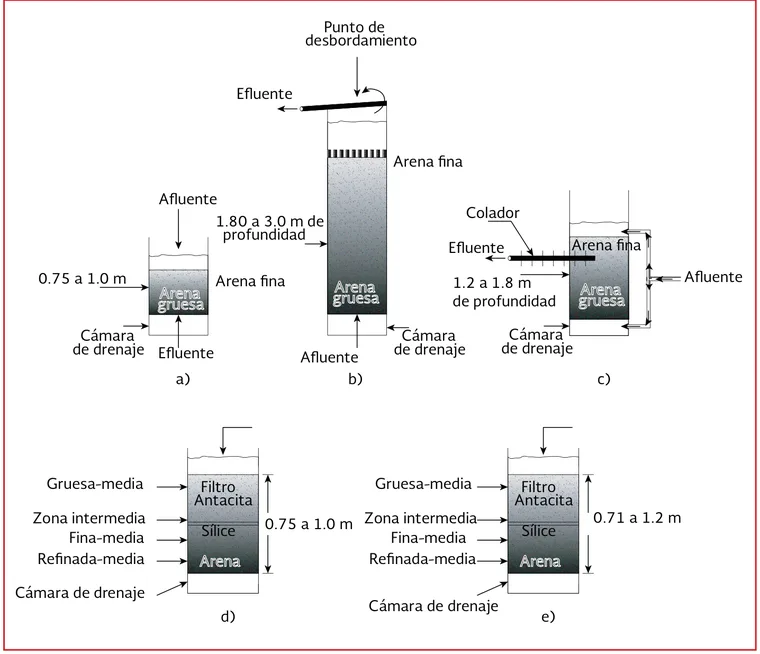 Punto de
desbordamiento
Efluente
Arena fina
1.80 a 3.0 m de
profundidad
Arena
gruesa
Afluente
Cámara
de drenaje
b)
Afluente
0.75 a 1.0 m
Arena fina
Arena
gruesa
Cámara
de drenaje
Efluente
a)
Colador
Efluente
Arena fina
Afluente
1.2 a 1.8 m
de profundidad
Arena
gruesa
Cámara
de drenaje
c)
Gruesa-media
Filtro
Antacita
Zona intermedia
0.75 a 1.0 m
Sílice
Fina-media
Refinada-media
Arena
Cámara de drenaje
d)
Gruesa-media
Filtro
Antacita
Zona intermedia
0.71 a 1.2 m
Sílice
Fina-media
Refinada-media
Arena
Cámara de drenaje
e)